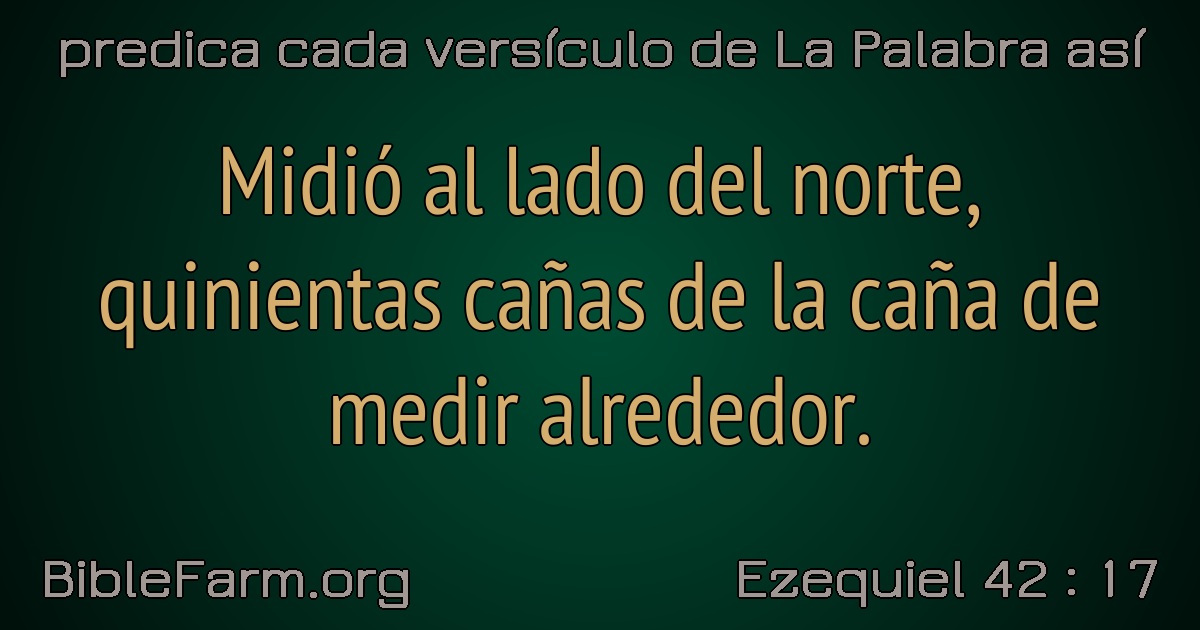 predica cada versículo de La Palabra así
Midió al lado del norte,
quinientas cañas de la caña de
medir alrededor.
BibleFarm.org
Ezequiel 42 : 17